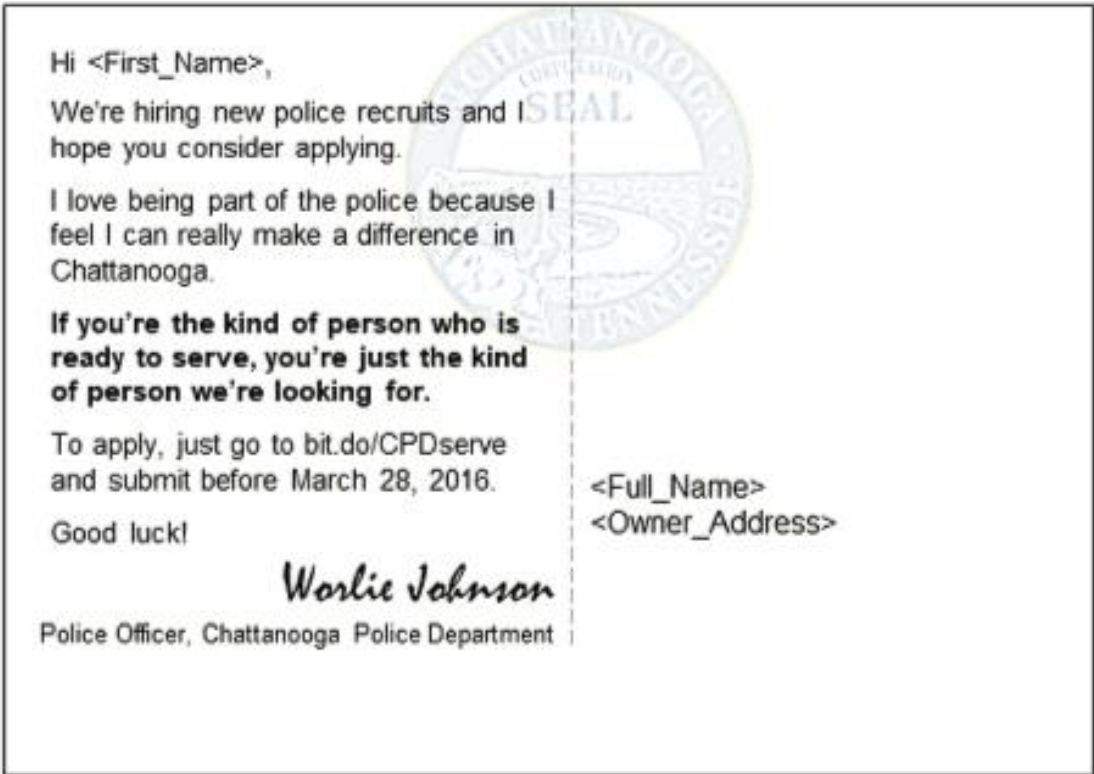 Hi <First_Name>,
We're hiring new police recruits and I
hope you consider applying.
I love being part of the police because I
feel I can really make a difference in
Chattanooga.
If you're the kind of person who is
ready to serve, you're just the kind
of person we're looking for.
To apply, just go to bit.do/CPDserve
and submit before March 28, 2016.
Good luck!
Worlie Johnson
Police Officer, Chattanooga Police Department
CHATTANOOGA
SEAL
TENNESSEE
<Full_Name>
<Owner_Address>